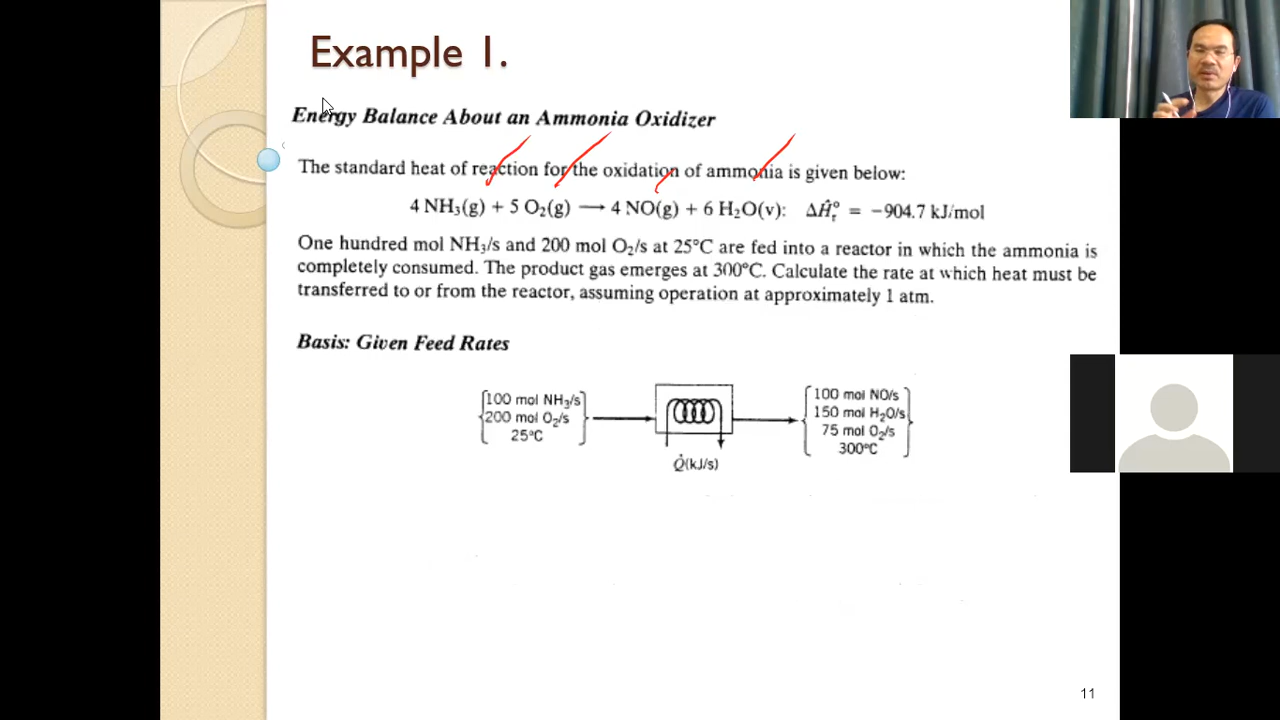 Example 1.
Energy Balance About an Ammonia Oxidizer
The standard heat of reaction for the oxidation of ammonia is given below:
4 NH₃(g) + 5 O₂(g) ⟶ 4 NO(g) + 6 H₂O(v): ΔĤᵣ° = −904.7 kJ/mol
One hundred mol NH₃/s and 200 mol O₂/s at 25°C are fed into a reactor in which the ammonia is
completely consumed. The product gas emerges at 300°C. Calculate the rate at which heat must be
transferred to or from the reactor, assuming operation at approximately 1 atm.
Basis: Given Feed Rates
100 mol NH₃/s
200 mol O₂/s
25°C
Q̇(kJ/s)
100 mol NO/s
150 mol H₂O/s
75 mol O₂/s
300°C
11